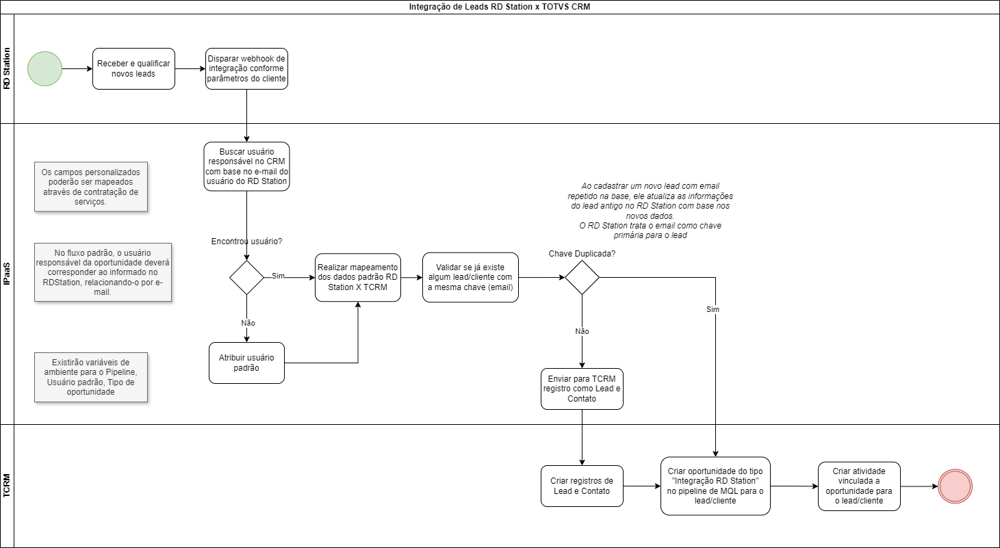 Integração de Leads RD Station x TOTVS CRM
RD Station
Receber e qualificar
novos leads
Disparar webhook de
integração conforme
parâmetros do cliente
IPaaS
Os campos personalizados
poderão ser mapeados
através de contratação de
serviços.
No fluxo padrão, o usuário
responsável da oportunidade deverá
corresponder ao informado no
RDStation, relacionando-o por e-
mail.
Existirão variáveis de
ambiente para o Pipeline,
Usuário padrão, Tipo de
oportunidade
Buscar usuário
responsável no CRM
com base no e-mail do
usuário do RD Station
Encontrou usuário?
Sim
Não
Atribuir usuário
padrão
Realizar mapeamento
dos dados padrão RD
Station X TCRM
Validar se já existe
algum lead/cliente com
a mesma chave (email)
Ao cadastrar um novo lead com email
repetido na base, ele atualiza as informações
do lead antigo no RD Station com base nos
novos dados.
O RD Station trata o email como chave
primária para o lead
Chave Duplicada?
Sim
Não
Enviar para TCRM
registro como Lead e
Contato
TCRM
Criar registros de
Lead e Contato
Criar oportunidade do tipo
"Integração RD Station"
no pipeline de MQL para o
lead/cliente
Criar atividade
vinculada a
oportunidade para
o lead/cliente